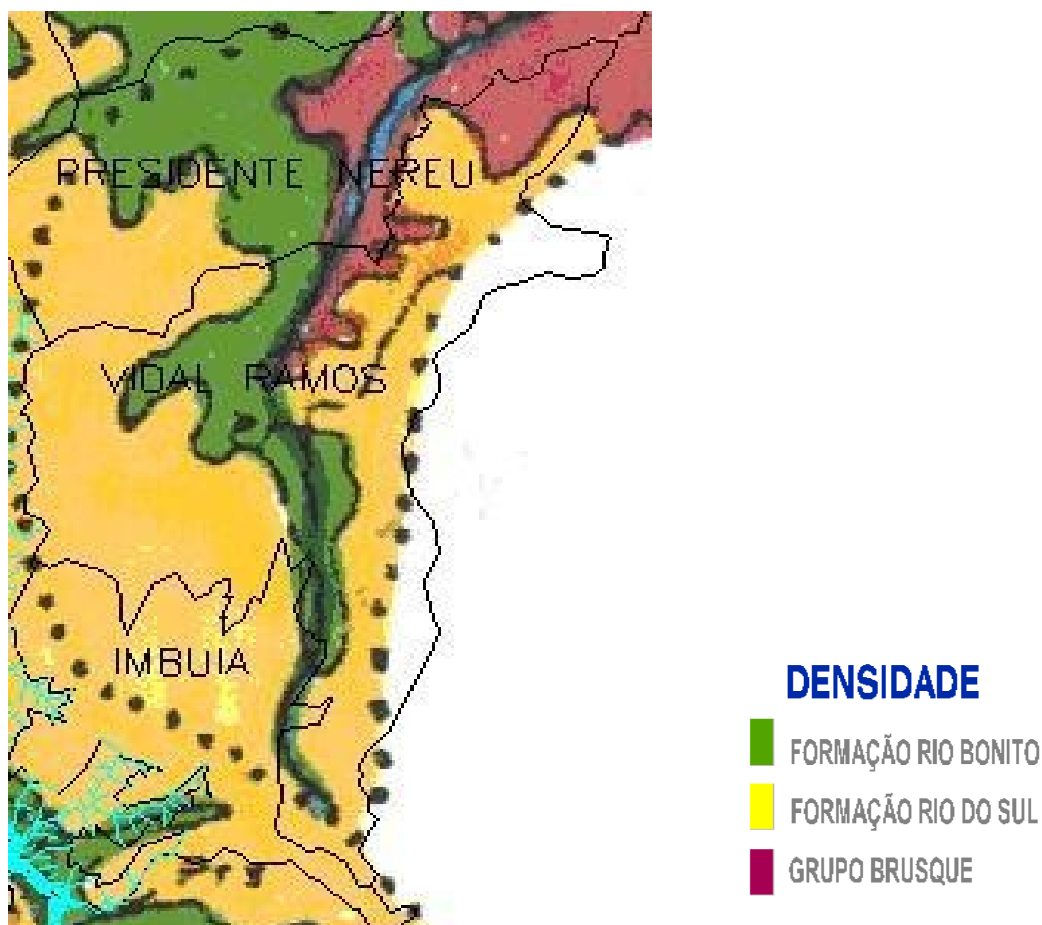 PRESIDENTE NEREU
VIDAL RAMOS
IMBUIA
DENSIDADE
FORMAÇÃO RIO BONITO
FORMAÇÃO RIO DO SUL
GRUPO BRUSQUE